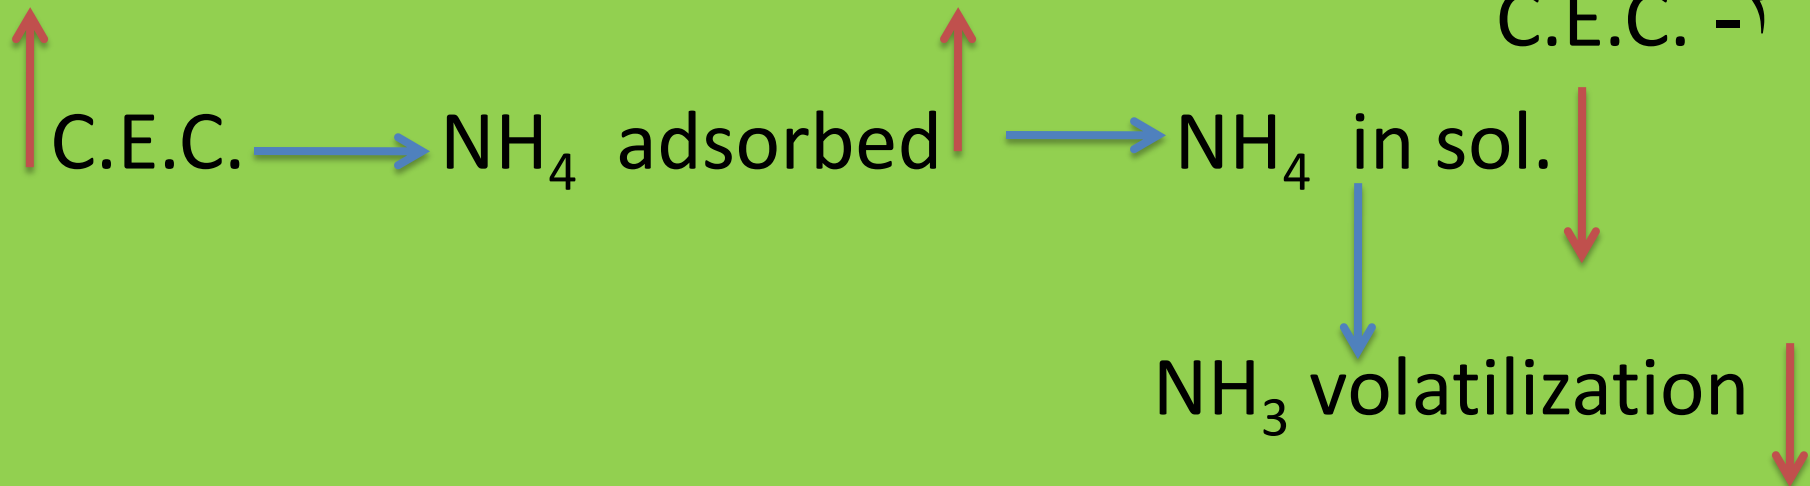 C.E.C. -
C.E.C. NH₄ adsorbed NH₄ in sol.
NH₃ volatilization